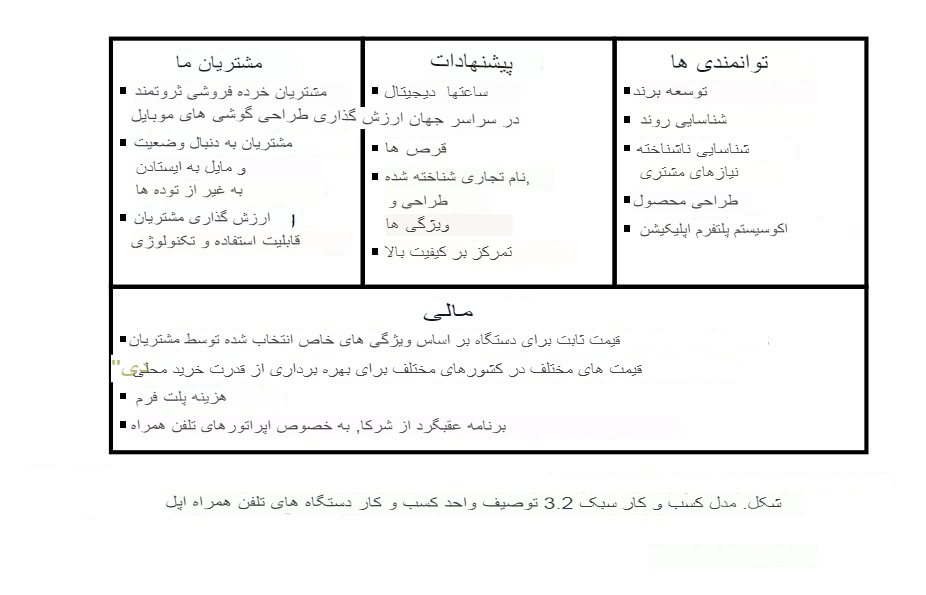 توانمندی ها
توسعه برند
شناسایی روند
شناسایی ناشناخته
نیازهای مشتری
طراحی محصول
اکوسیستم پلتفرم اپلیکیشن
پیشنهادات
ساعتها دیجیتال
قرص ها
نام تجاری شناخته شده,
طراحی و
ویژگی ها
تمرکز بر کیفیت بالا
مشتریان ما
مشتریان خرده فروشی ثروتمند
در سراسر جهان ارزش گذاری طراحی گوشی های موبایل
مشتریان به دنبال وضعیت
و مایل به ایستادن
به غیر از توده ها
ارزش گذاری مشتریان
قابلیت استفاده و تکنولوژی
مالی
قیمت ثابت برای دستگاه بر اساس ویژگی های خاص انتخاب شده توسط مشتریان
قیمت های مختلف در کشورهای مختلف برای بهره برداری از قدرت خرید محلی
هزینه پلت فرم
برنامه عقبگرد از شرکا, به خصوص اپراتورهای تلفن همراه
شکل. مدل کسب و کار سبک 3.2 توصیف واحد کسب و کار دستگاه های تلفن همراه اپل